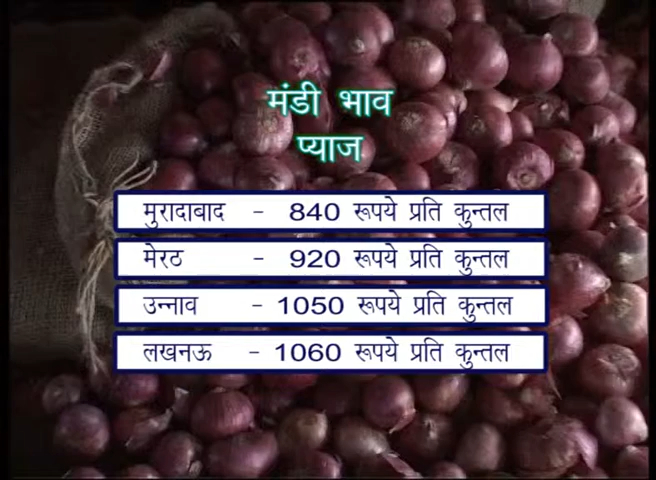 मंडी भाव
प्याज
मुरादाबाद - 840 रूपये प्रति कुन्तल
मेरठ - 920 रूपये प्रति कुन्तल
उन्नाव - 1050 रूपये प्रति कुन्तल
लखनऊ - 1060 रूपये प्रति कुन्तल